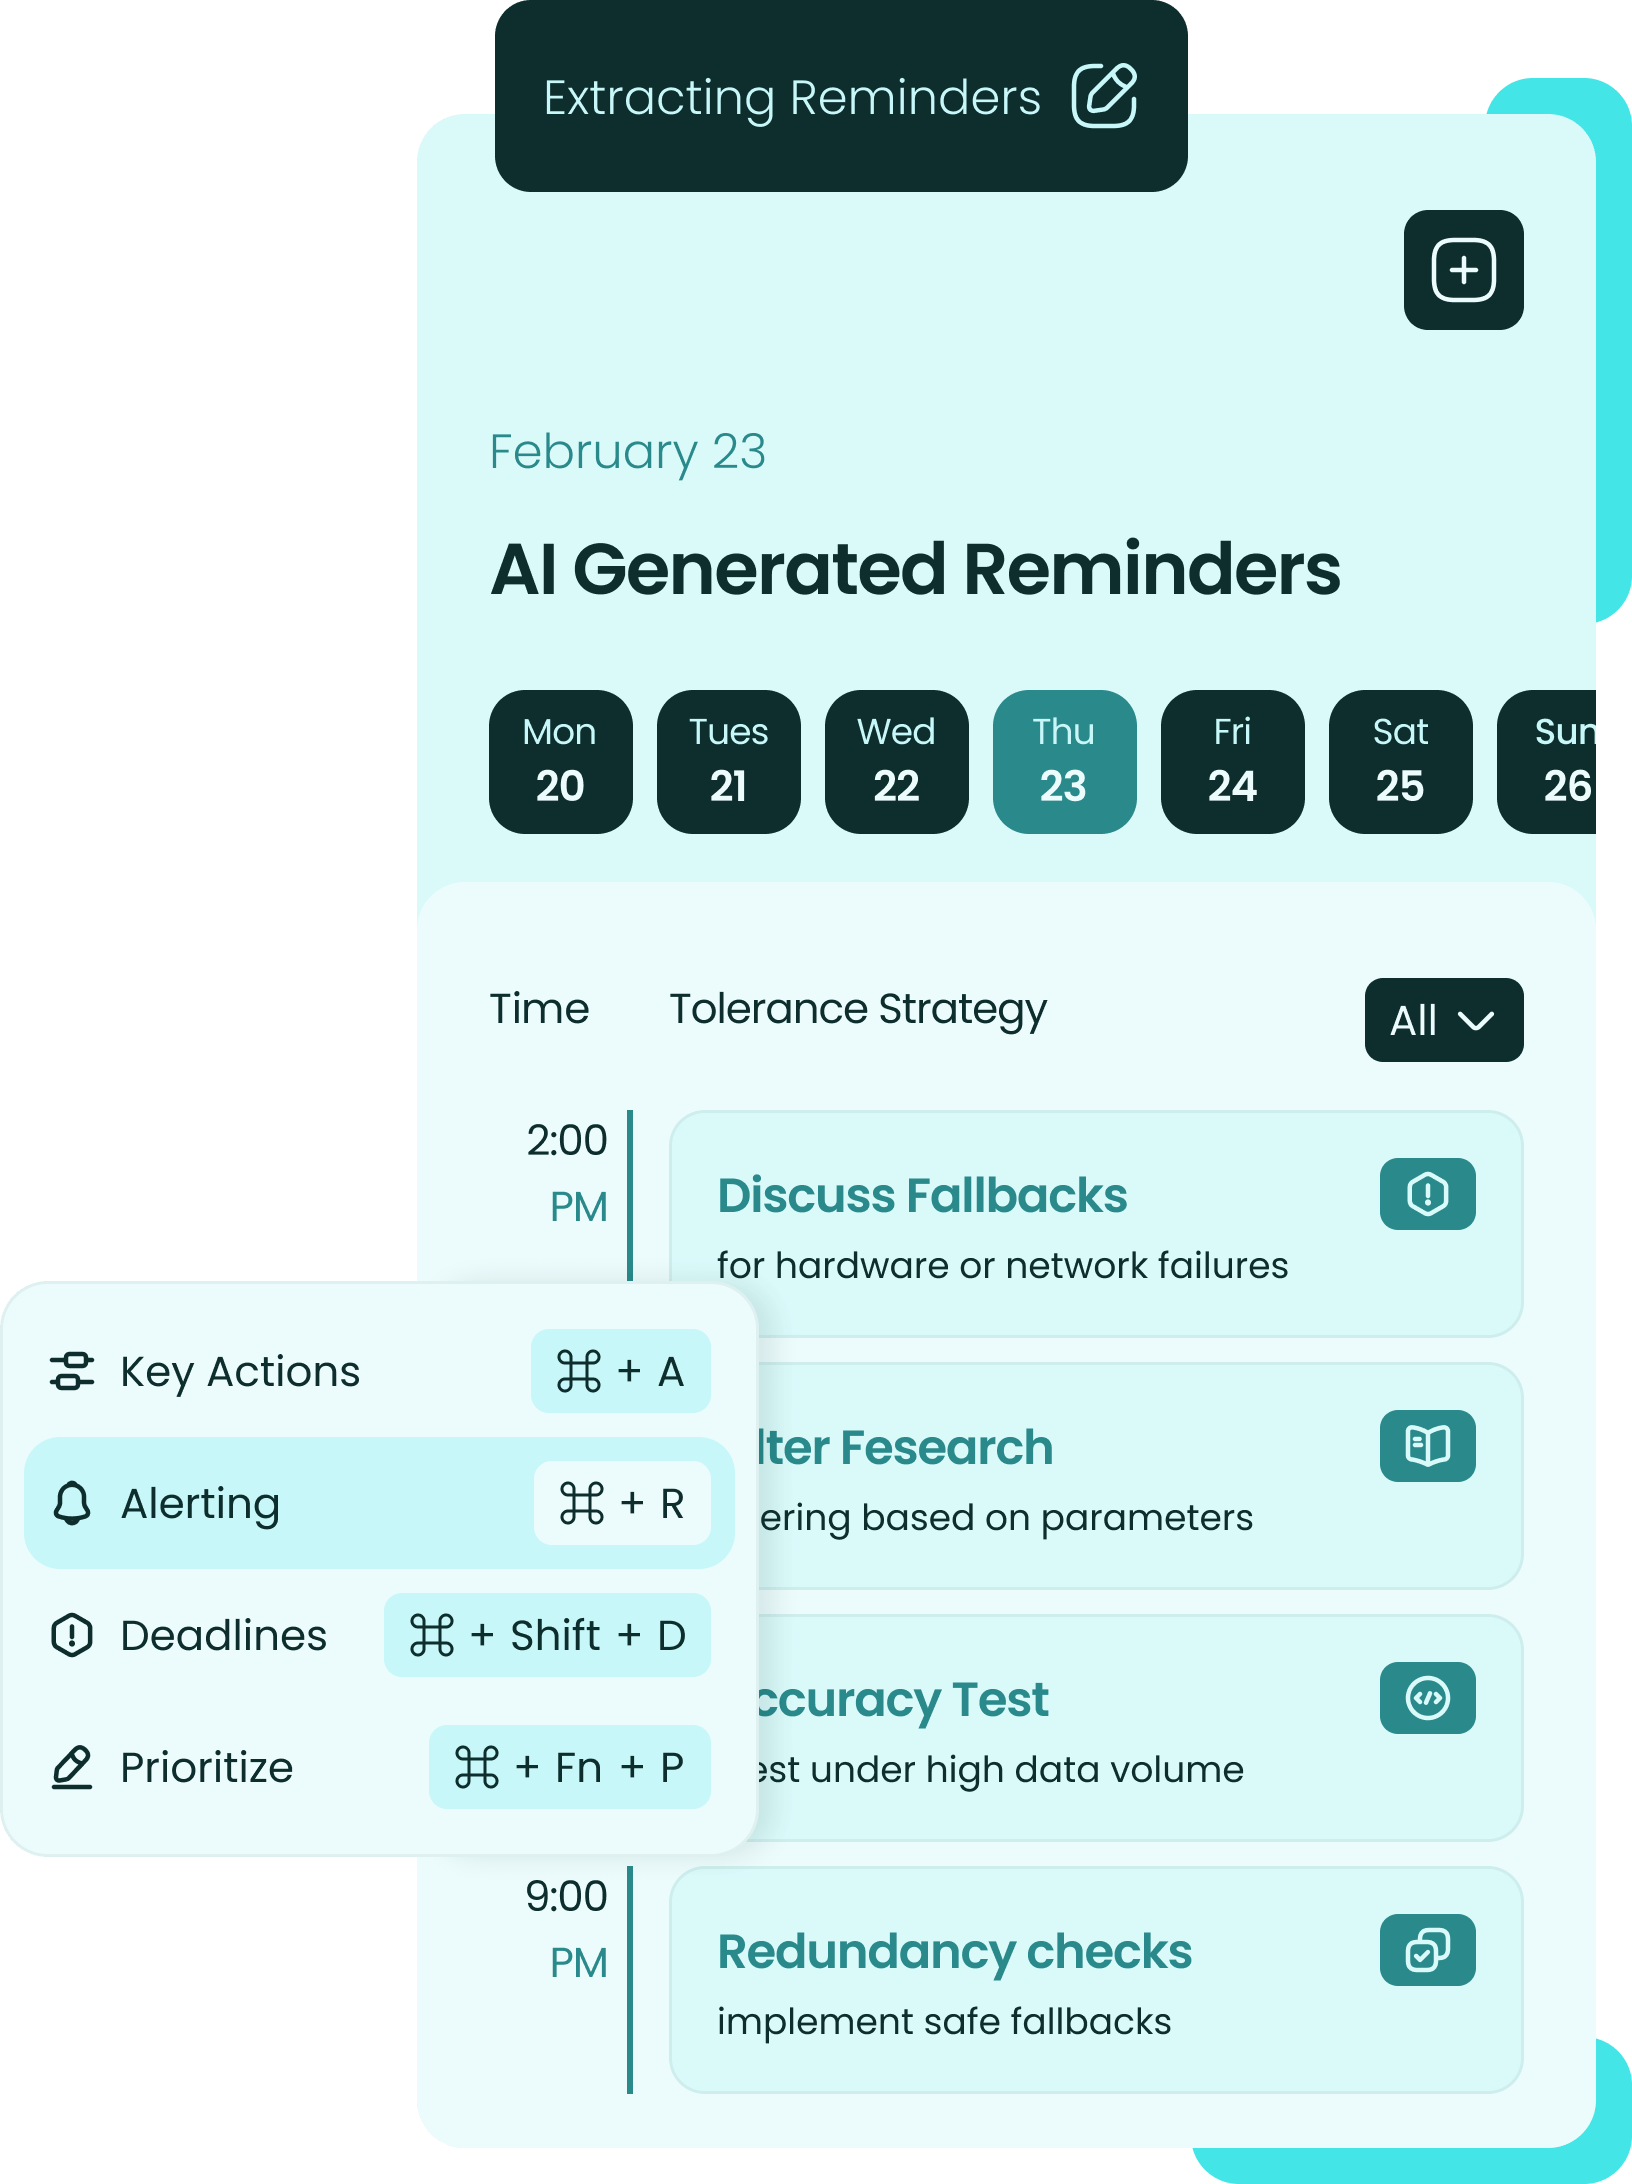 Extracting Reminders
February 23
AI Generated Reminders
Mon Tues Wed Thu Fri Sat Sun
20 21 22 23 24 25 26
Time Tolerance Strategy All
2:00
PM
Discuss Fallbacks
for hardware or network failures
Key Actions ⌘ + A
Alerting ⌘ + R
Deadlines ⌘ + Shift + D
Prioritize ⌘ + Fn + P
lter Fesearch
ering based on parameters
ccuracy Test
est under high data volume
9:00
PM
Redundancy checks
implement safe fallbacks